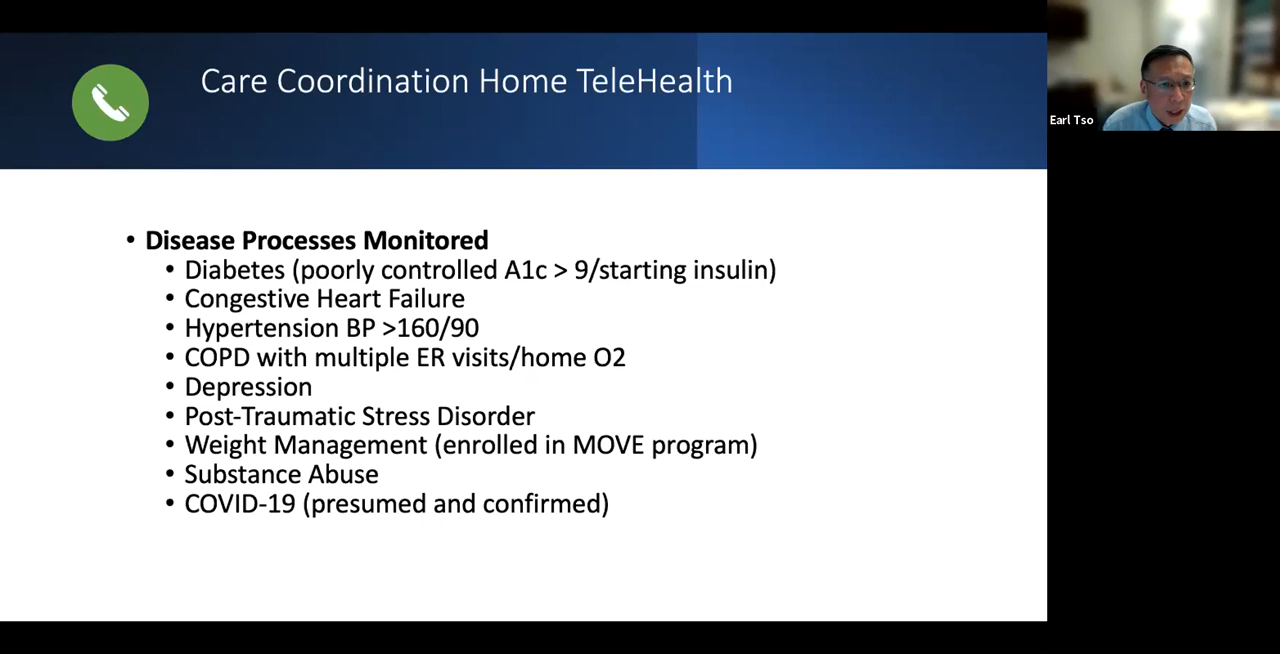 Care Coordination Home TeleHealth
Earl Tso
• Disease Processes Monitored
• Diabetes (poorly controlled A1c > 9/starting insulin)
• Congestive Heart Failure
• Hypertension BP >160/90
• COPD with multiple ER visits/home O2
• Depression
• Post-Traumatic Stress Disorder
• Weight Management (enrolled in MOVE program)
• Substance Abuse
• COVID-19 (presumed and confirmed)